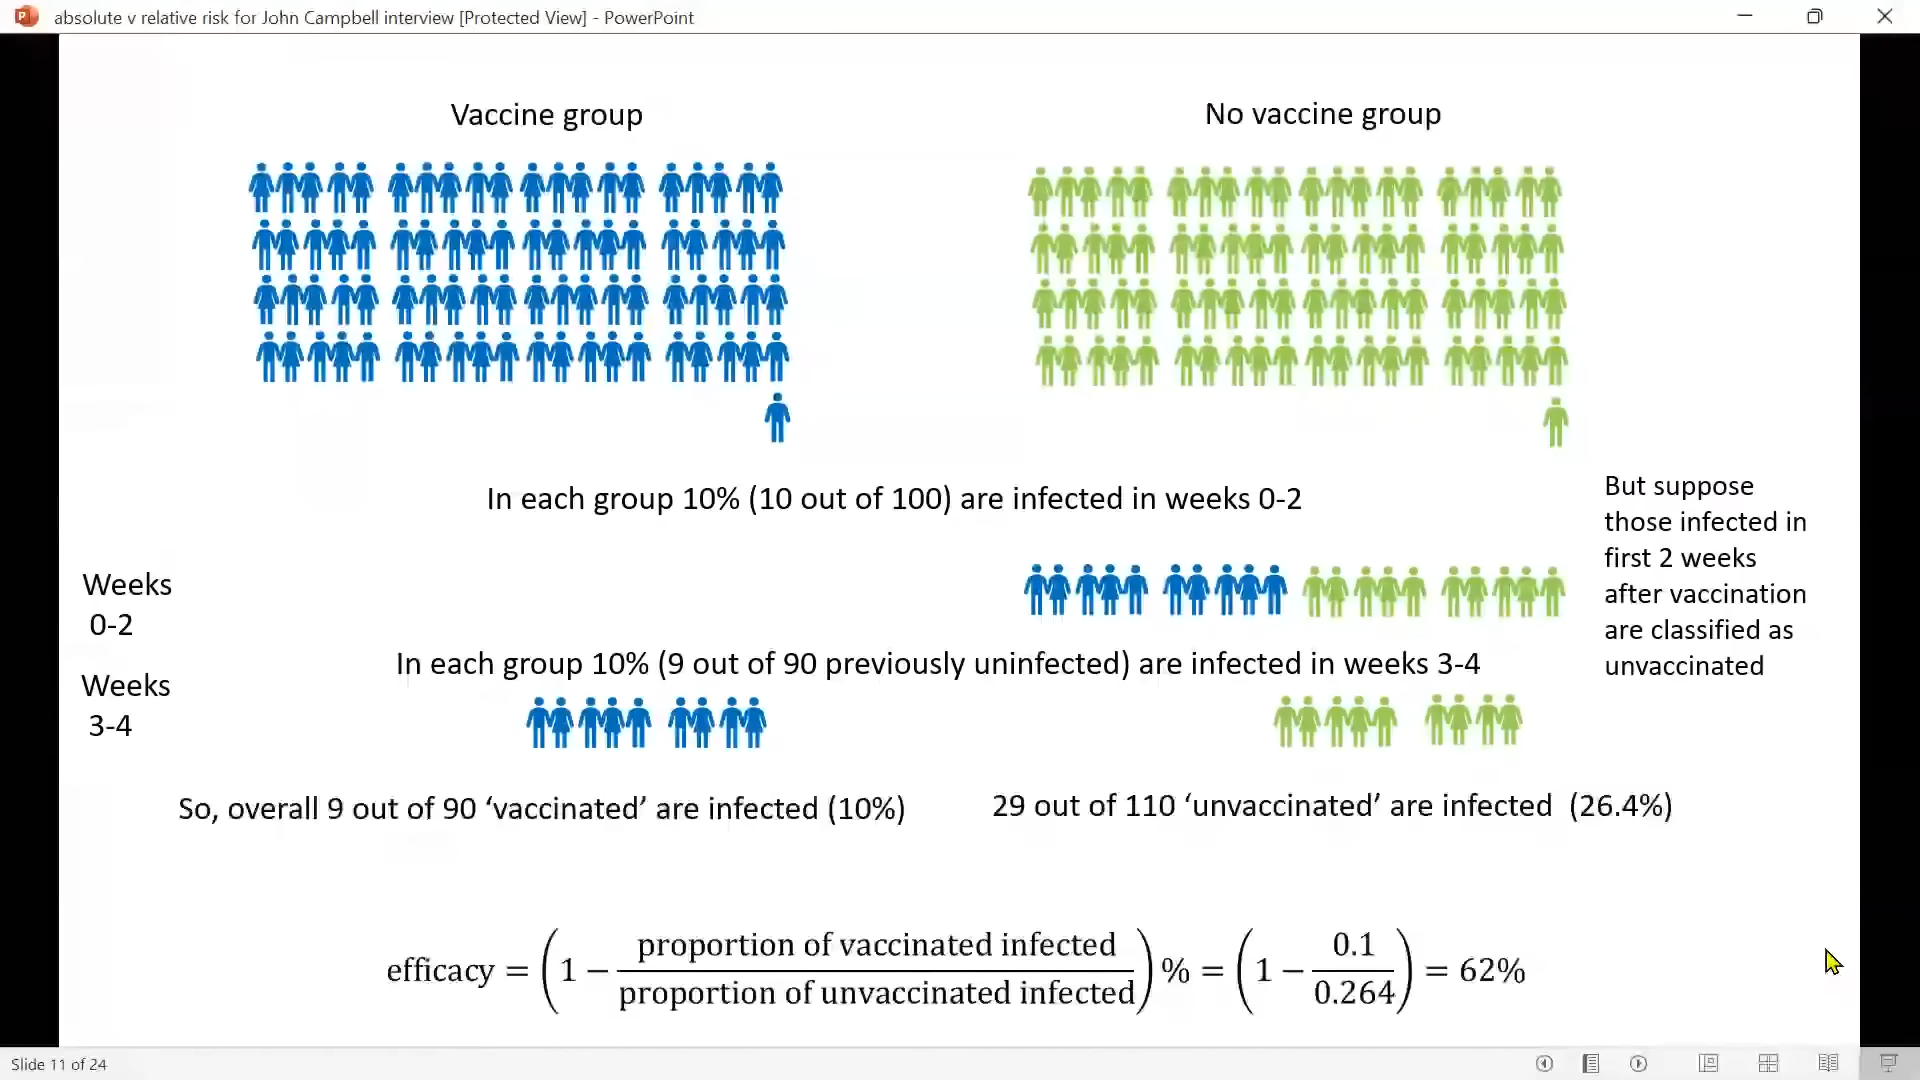 absolute v relative risk for John Campbell interview [Protected View] - PowerPoint
Vaccine group
No vaccine group
In each group 10% (10 out of 100) are infected in weeks 0-2
But suppose
those infected in
first 2 weeks
after vaccination
are classified as
unvaccinated
Weeks
0-2
In each group 10% (9 out of 90 previously uninfected) are infected in weeks 3-4
Weeks
3-4
So, overall 9 out of 90 ‘vaccinated’ are infected (10%)
29 out of 110 ‘unvaccinated’ are infected  (26.4%)
efficacy = (1 − proportion of vaccinated infected / proportion of unvaccinated infected) % = (1 − 0.1 / 0.264) = 62%
Slide 11 of 24